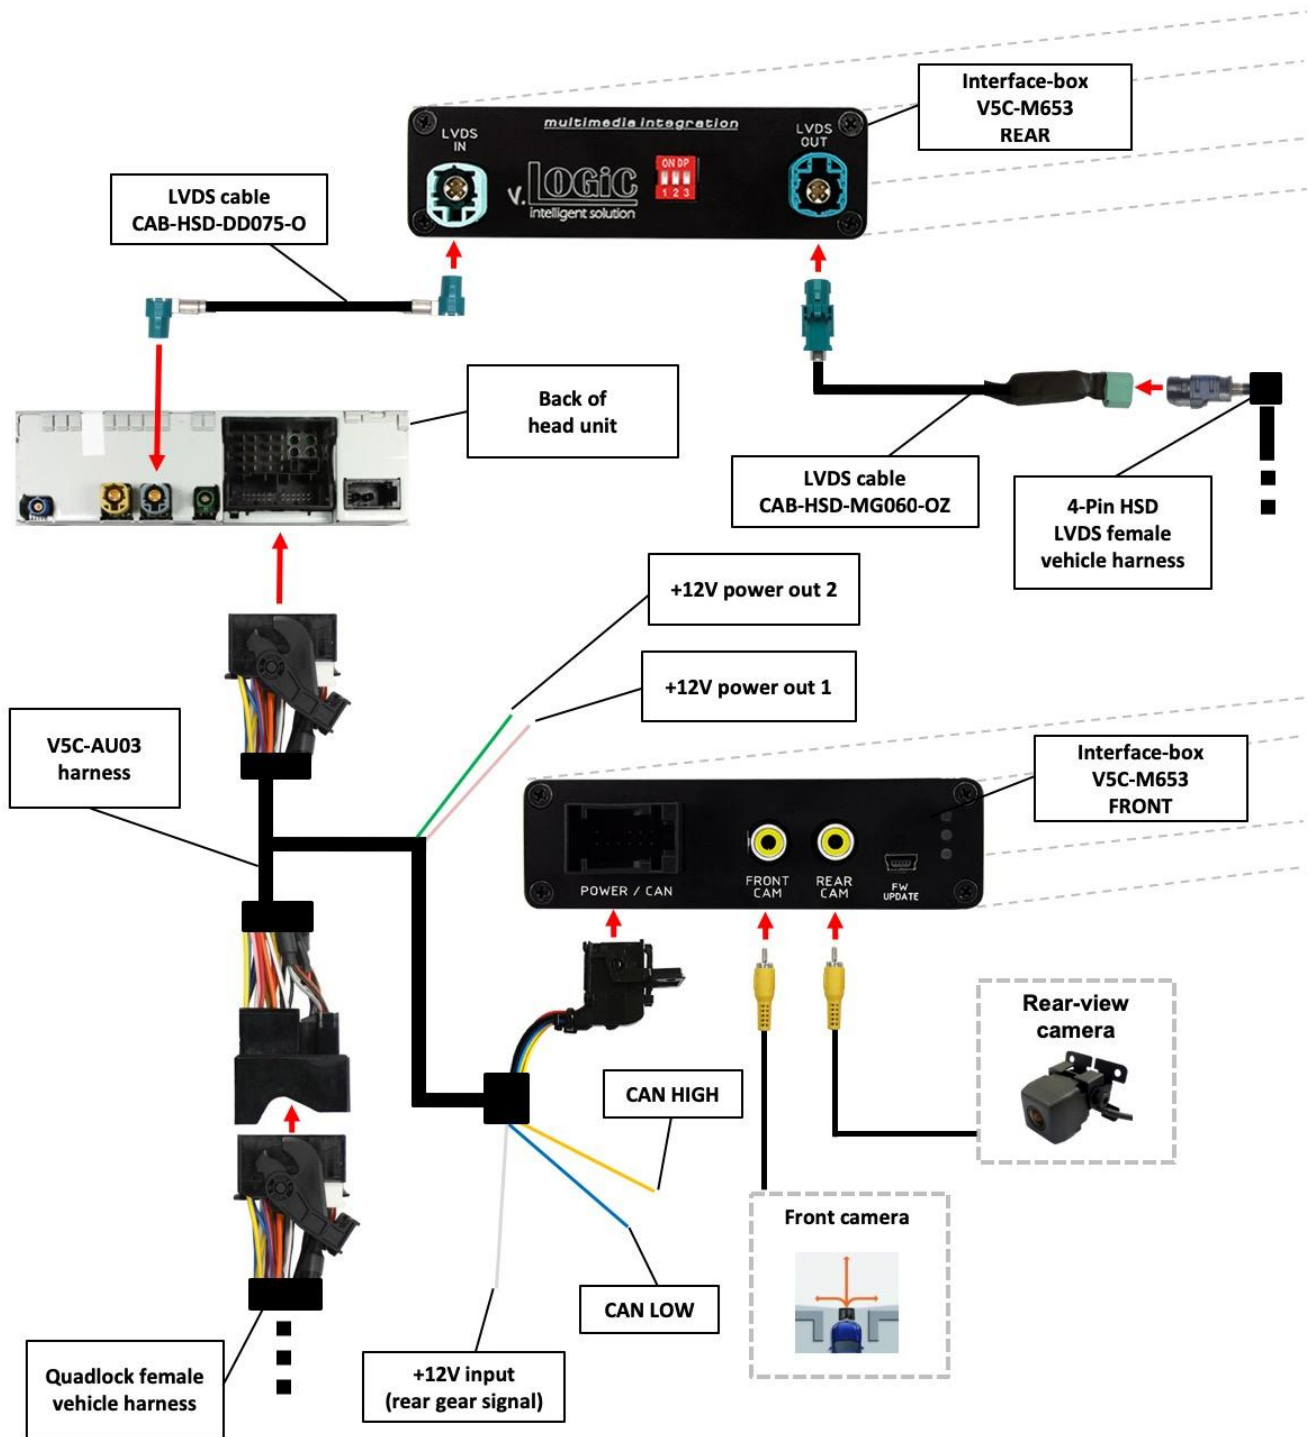 Interface-box
V5C-M653
REAR
multimedia integration
LVDS
IN
LVDS
OUT
ON DP
1 2 3
v.LOGiC
intelligent solution
LVDS cable
CAB-HSD-DD075-O
Back of
head unit
LVDS cable
CAB-HSD-MG060-OZ
4-Pin HSD
LVDS female
vehicle harness
+12V power out 2
+12V power out 1
V5C-AU03
harness
Interface-box
V5C-M653
FRONT
POWER / CAN
FRONT
CAM
REAR
CAM
FW
UPDATE
Rear-view
camera
CAN HIGH
Front camera
CAN LOW
+12V input
(rear gear signal)
Quadlock female
vehicle harness